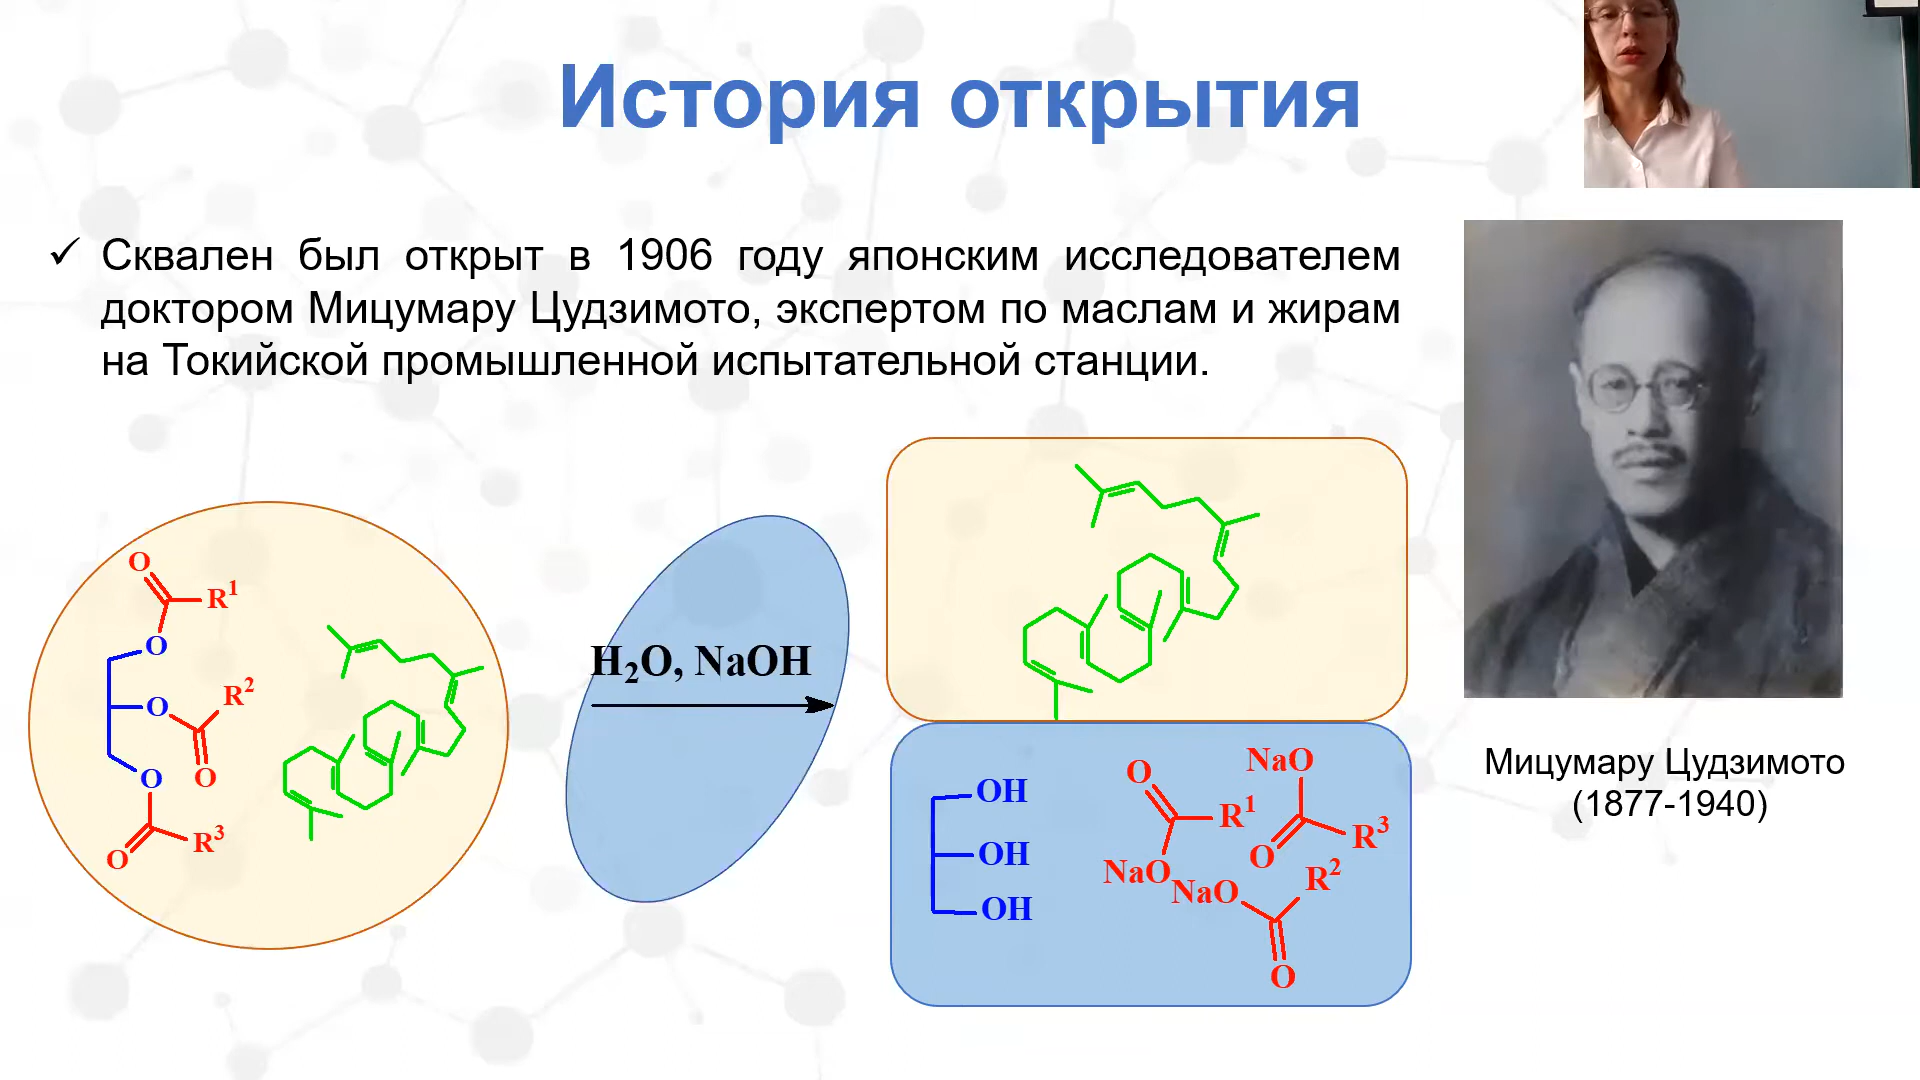 История открытия
✓ Сквален был открыт в 1906 году японским исследователем
доктором Мицумару Цудзимото, экспертом по маслам и жирам
на Токийской промышленной испытательной станции.
O
R¹
O
O
R²
O
O
R³
O
H₂O, NaOH
OH
OH
OH
O
R¹
NaO
NaO
R³
O
NaO
R²
O
Мицумару Цудзимото
(1877-1940)